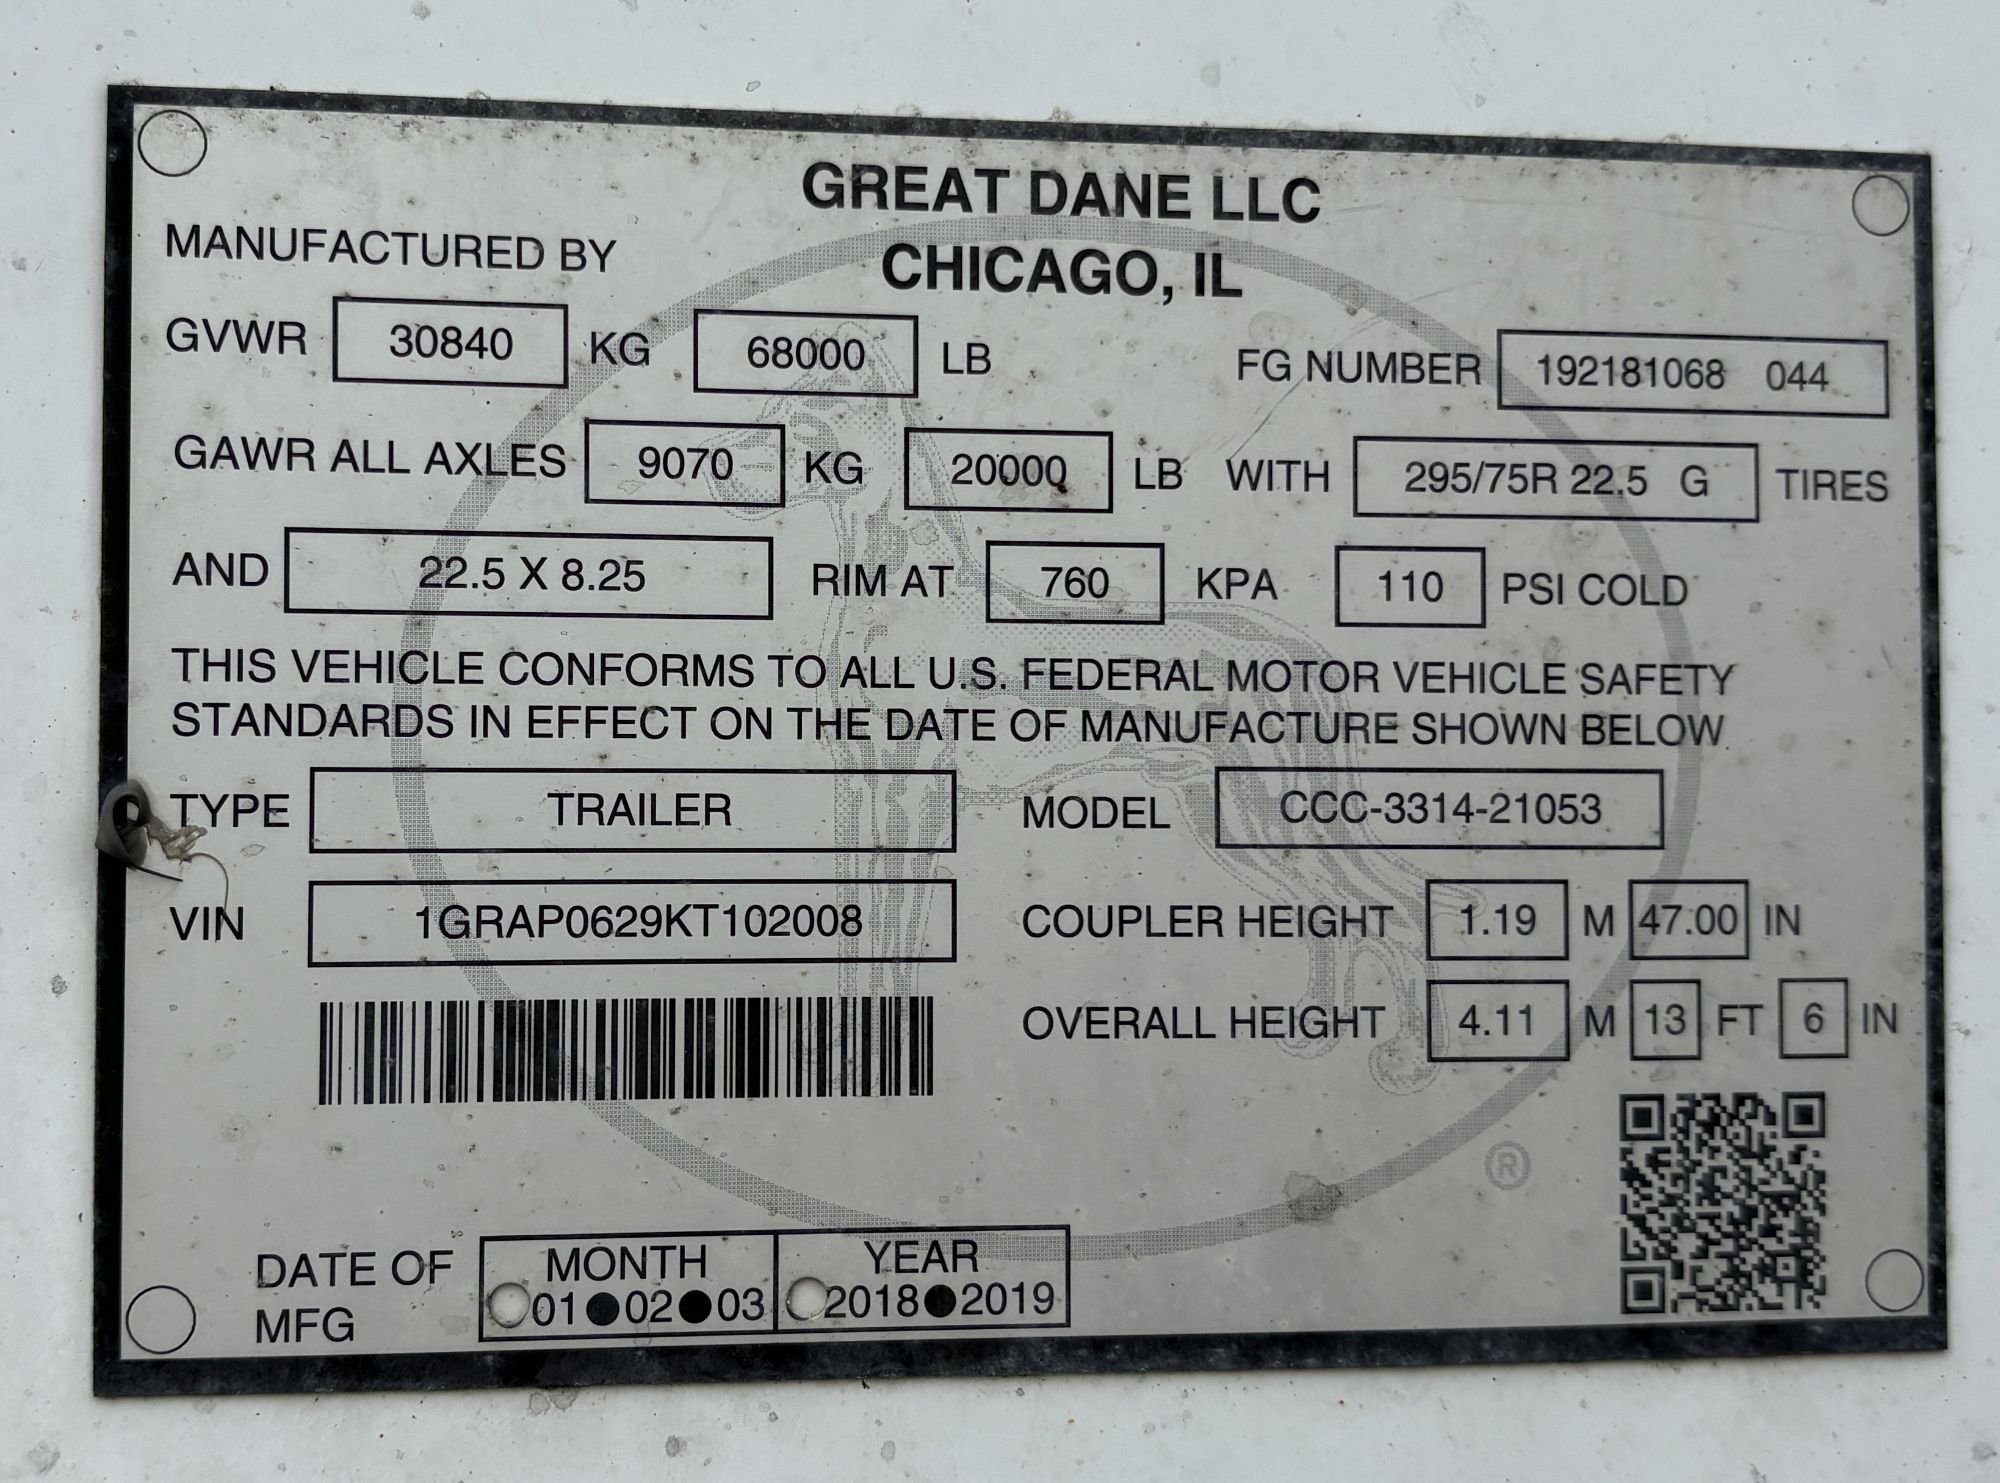 GREAT DANE LLC
MANUFACTURED BY CHICAGO, IL
GVWR 30840 KG 68000 LB FG NUMBER 192181068 044
GAWR ALL AXLES 9070 KG 20000 LB WITH 295/75R 22.5 G TIRES
AND 22.5 X 8.25 RIM AT 760 KPA 110 PSI COLD
THIS VEHICLE CONFORMS TO ALL U.S. FEDERAL MOTOR VEHICLE SAFETY
STANDARDS IN EFFECT ON THE DATE OF MANUFACTURE SHOWN BELOW
TYPE TRAILER MODEL CCC-3314-21053
VIN 1GRAP0629KT102008 COUPLER HEIGHT 1.19 M 47.00 IN
OVERALL HEIGHT 4.11 M 13 FT 6 IN
®
DATE OF MFG MONTH YEAR
01 02 03 2018 2019